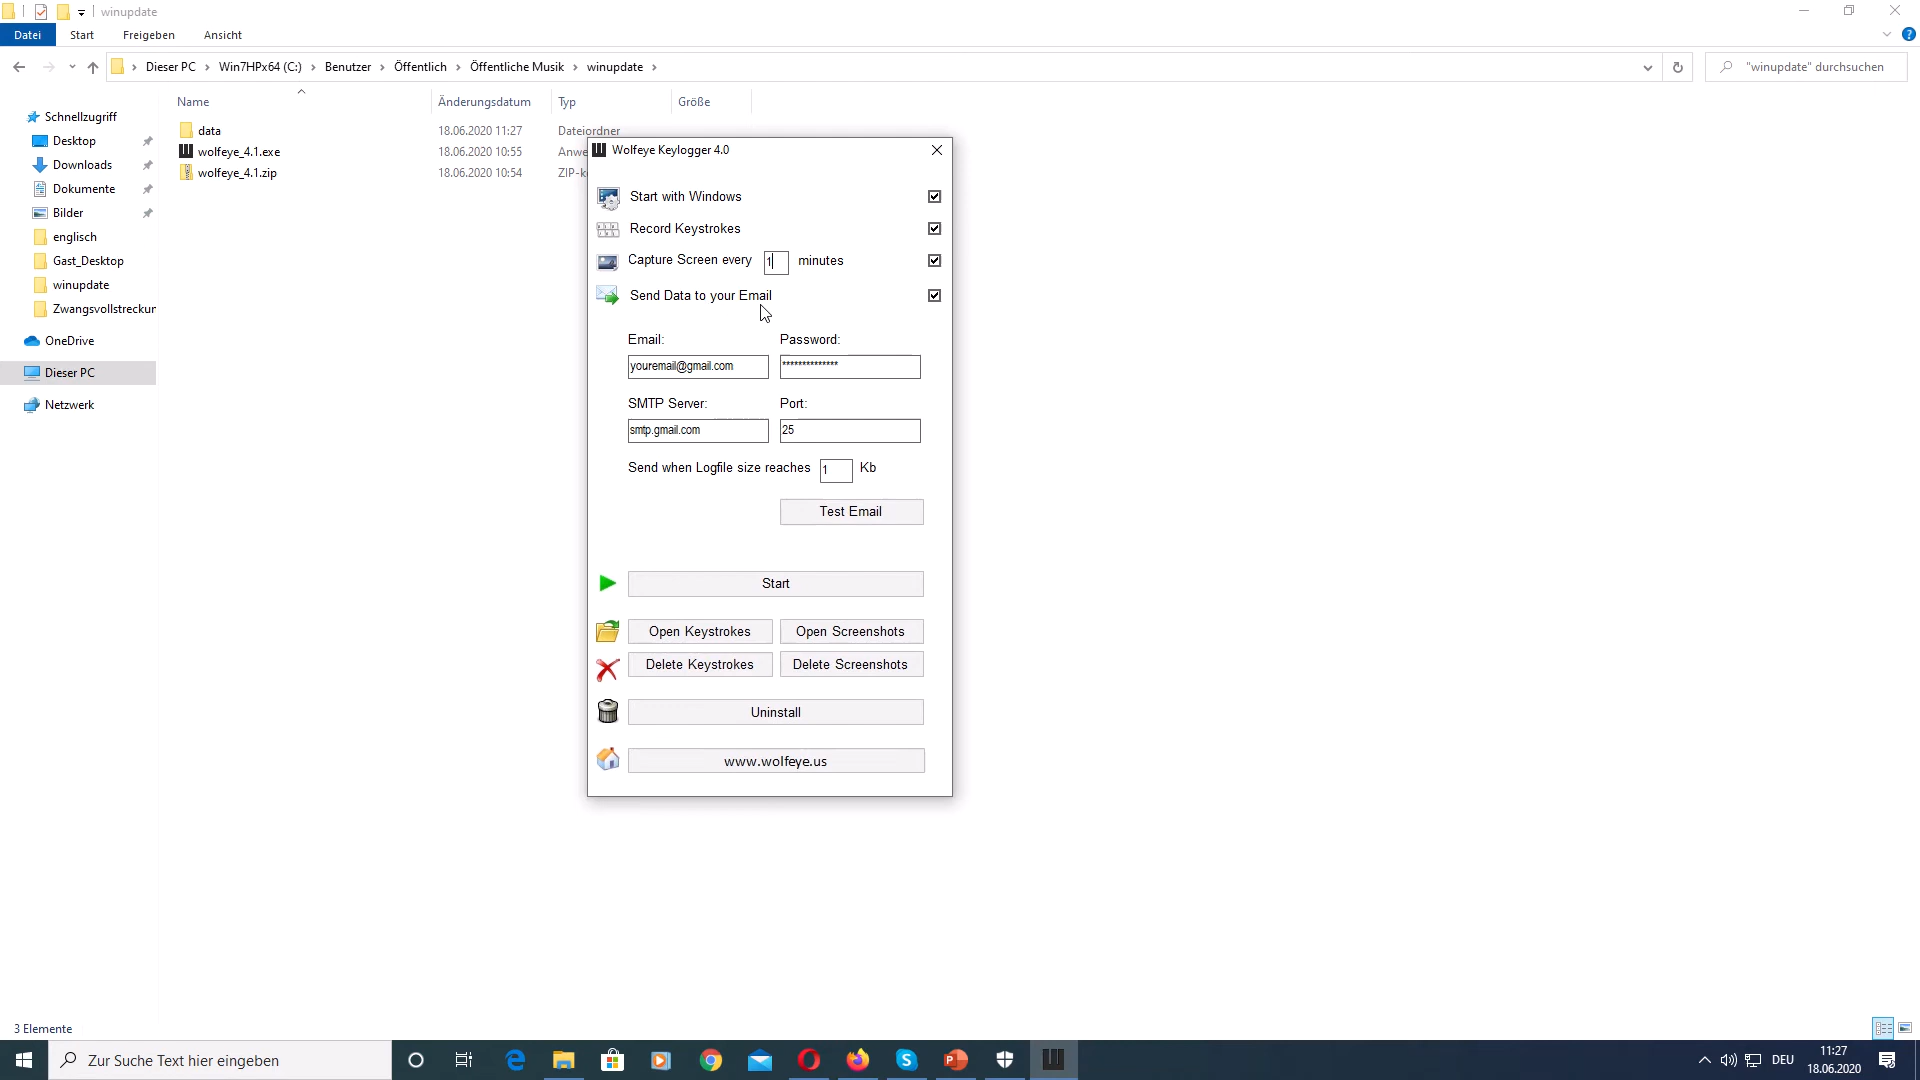 winupdate
Datei Start Freigeben Ansicht
Dieser PC Win7HPx64 (C:) Benutzer Öffentlich Öffentliche Musik winupdate
"winupdate" durchsuchen
Name Änderungsdatum Typ Größe
Schnellzugriff
Desktop
Downloads
Dokumente
Bilder
englisch
Gast_Desktop
winupdate
Zwangsvollstreckur
OneDrive
Dieser PC
Netzwerk
data 18.06.2020 11:27 Dateiordner
wolfeye_4.1.exe 18.06.2020 10:55 Anwe
wolfeye_4.1.zip 18.06.2020 10:54 ZIP-k
Wolfeye Keylogger 4.0
Start with Windows
Record Keystrokes
Capture Screen every 1 minutes
Send Data to your Email
Email: Password:
youremail@gmail.com **************
SMTP Server: Port:
smtp.gmail.com 25
Send when Logfile size reaches 1 Kb
Test Email
Start
Open Keystrokes Open Screenshots
Delete Keystrokes Delete Screenshots
Uninstall
www.wolfeye.us
3 Elemente
Zur Suche Text hier eingeben
DEU
11:27
18.06.2020